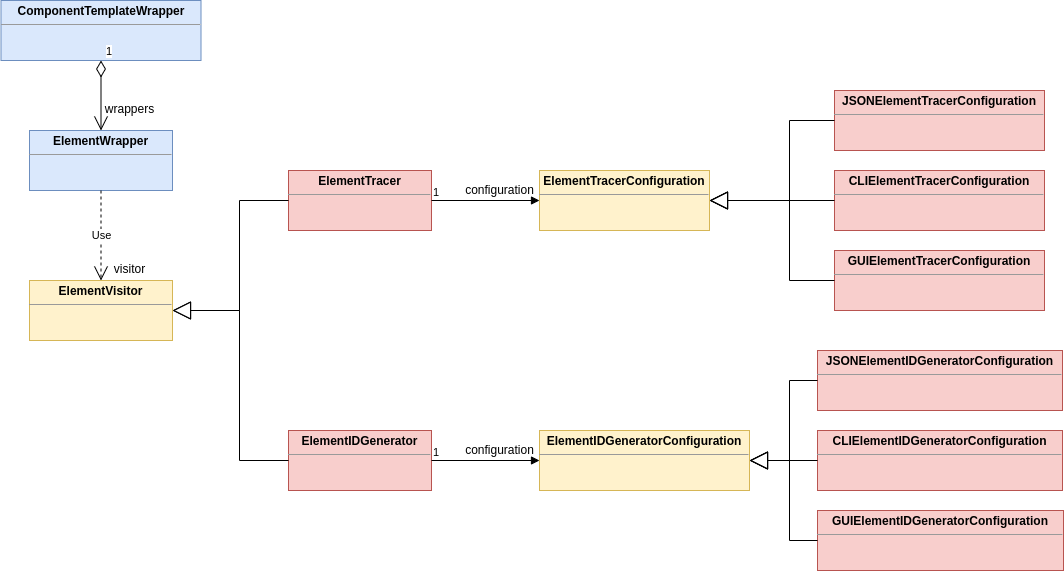 ComponentTemplateWrapper
1
wrappers
ElementWrapper
Use
visitor
ElementVisitor
ElementTracer
1
configuration
ElementTracerConfiguration
JSONElementTracerConfiguration
CLIElementTracerConfiguration
GUIElementTracerConfiguration
ElementIDGenerator
1
configuration
ElementIDGeneratorConfiguration
JSONElementIDGeneratorConfiguration
CLIElementIDGeneratorConfiguration
GUIElementIDGeneratorConfiguration